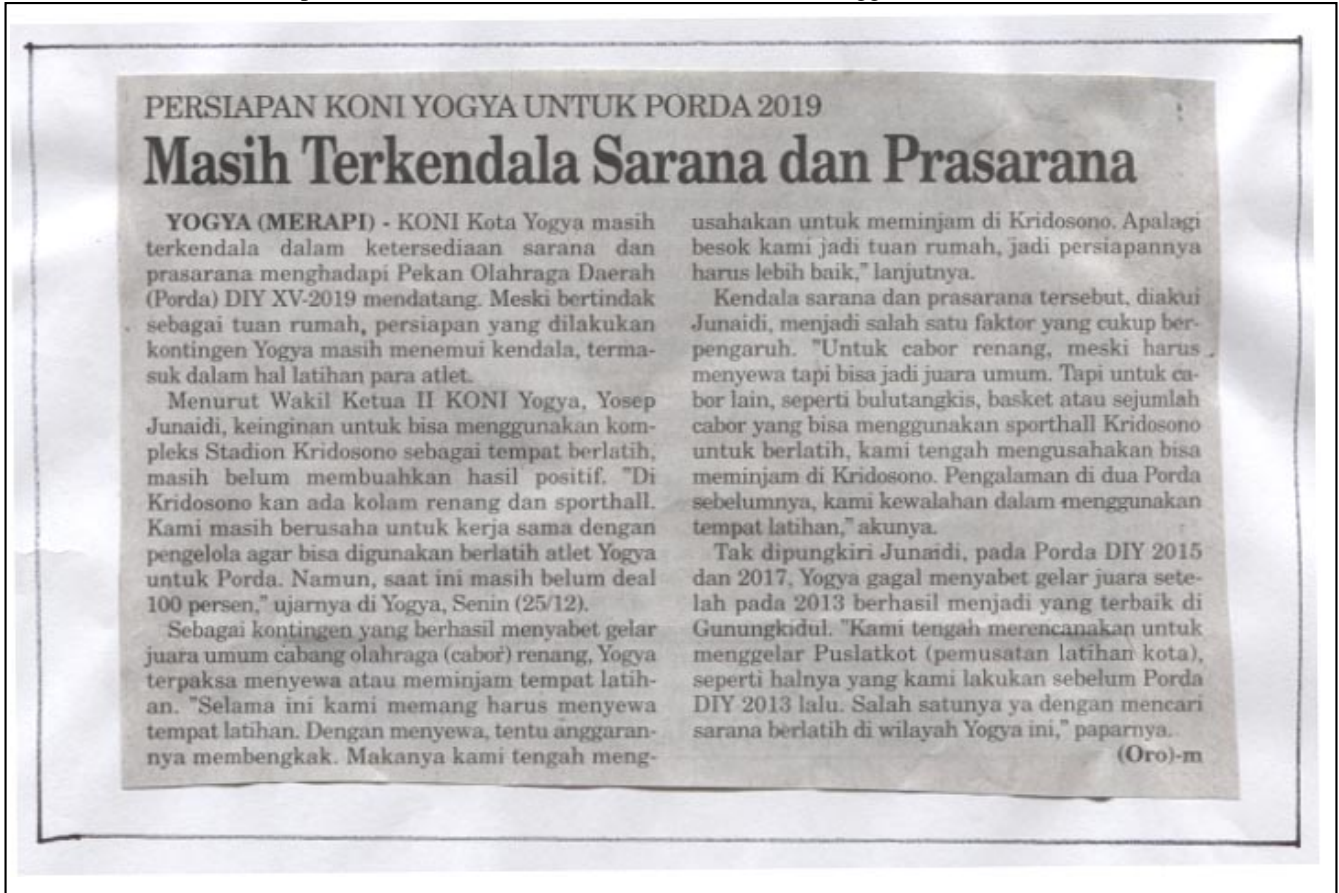 PERSIAPAN KONI YOGYA UNTUK PORDA 2019
Masih Terkendala Sarana dan Prasarana
YOGYA (MERAPI) - KONI Kota Yogya masih
terkendala dalam ketersediaan sarana dan
prasarana menghadapi Pekan Olahraga Daerah
(Porda) DIY XV-2019 mendatang. Meski bertindak
sebagai tuan rumah, persiapan yang dilakukan
kontingen Yogya masih menemui kendala, terma-
suk dalam hal latihan para atlet.
Menurut Wakil Ketua II KONI Yogya, Yosep
Junaidi, keinginan untuk bisa menggunakan kom-
pleks Stadion Kridosono sebagai tempat berlatih,
masih belum membuahkan hasil positif. "Di
Kridosono kan ada kolam renang dan sporthall.
Kami masih berusaha untuk kerja sama dengan
pengelola agar bisa digunakan berlatih atlet Yogya
untuk Porda. Namun, saat ini masih belum deal
100 persen," ujarnya di Yogya, Senin (25/12).
Sebagai kontingen yang berhasil menyabet gelar
juara umum cabang olahraga (cabor) renang, Yogya
terpaksa menyewa atau meminjam tempat latih-
an. "Selama ini kami memang harus menyewa
tempat latihan. Dengan menyewa, tentu anggaran-
nya membengkak. Makanya kami tengah meng-
usahakan untuk meminjam di Kridosono. Apalagi
besok kami jadi tuan rumah, jadi persiapannya
harus lebih baik," lanjutnya.
Kendala sarana dan prasarana tersebut, diakui
Junaidi, menjadi salah satu faktor yang cukup ber-
pengaruh. "Untuk cabor renang, meski harus
menyewa tapi bisa jadi juara umum. Tapi untuk ca-
bor lain, seperti bulutangkis, basket atau sejumlah
cabor yang bisa menggunakan sporthall Kridosono
untuk berlatih, kami tengah mengusahakan bisa
meminjam di Kridosono. Pengalaman di dua Porda
sebelumnya, kami kewalahan dalam menggunakan
tempat latihan," akunya.
Tak dipungkiri Junaidi, pada Porda DIY 2015
dan 2017, Yogya gagal menyabet gelar juara sete-
lah pada 2013 berhasil menjadi yang terbaik di
Gunungkidul. "Kami tengah merencanakan untuk
menggelar Puslatkot (pemusatan latihan kota),
seperti halnya yang kami lakukan sebelum Porda
DIY 2013 lalu. Salah satunya ya dengan mencari
sarana berlatih di wilayah Yogya ini," paparnya.
(Oro)-m